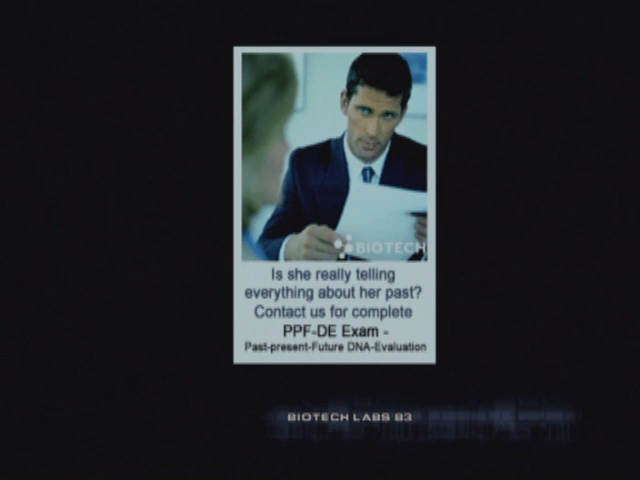 BIOTECH
Is she really telling
everything about her past?
Contact us for complete
PPF-DE Exam -
Past-present-Future DNA-Evaluation
BIOTECH LABS 83